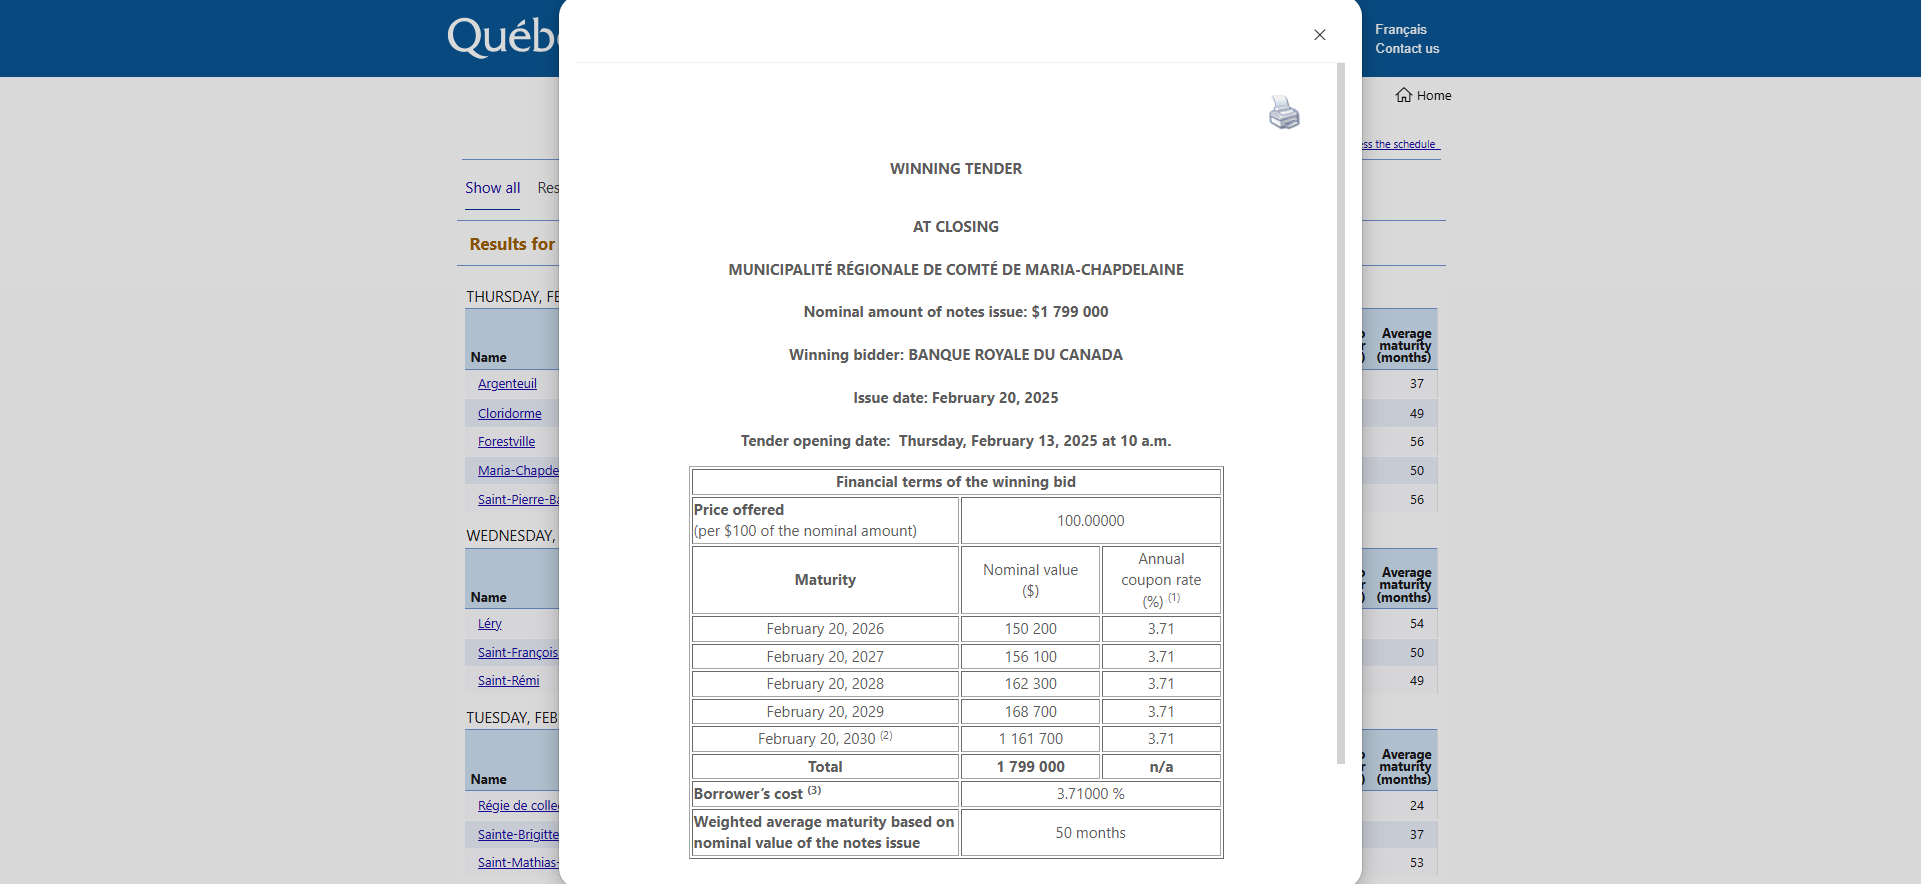 Québ
Français
Contact us
Home
ess the schedule
Show all Res
Results for
THURSDAY, FE
Name
Average
maturity
(months)
Argenteuil 37
Cloridorme 49
Forestville 56
Maria-Chapde 50
Saint-Pierre-Ba 56
WEDNESDAY,
Name
Average
maturity
(months)
Léry 54
Saint-François 50
Saint-Rémi 49
TUESDAY, FEB
Name
Average
maturity
(months)
Régie de colle 24
Sainte-Brigitte 37
Saint-Mathias- 53
WINNING TENDER
AT CLOSING
MUNICIPALITÉ RÉGIONALE DE COMTÉ DE MARIA-CHAPDELAINE
Nominal amount of notes issue: $1 799 000
Winning bidder: BANQUE ROYALE DU CANADA
Issue date: February 20, 2025
Tender opening date: Thursday, February 13, 2025 at 10 a.m.
Financial terms of the winning bid
Price offered
(per $100 of the nominal amount)
100.00000
Maturity
Nominal value
($)
Annual
coupon rate
(%) (1)
February 20, 2026 150 200 3.71
February 20, 2027 156 100 3.71
February 20, 2028 162 300 3.71
February 20, 2029 168 700 3.71
February 20, 2030 (2) 1 161 700 3.71
Total 1 799 000 n/a
Borrower’s cost (3) 3.71000 %
Weighted average maturity based on
nominal value of the notes issue
50 months